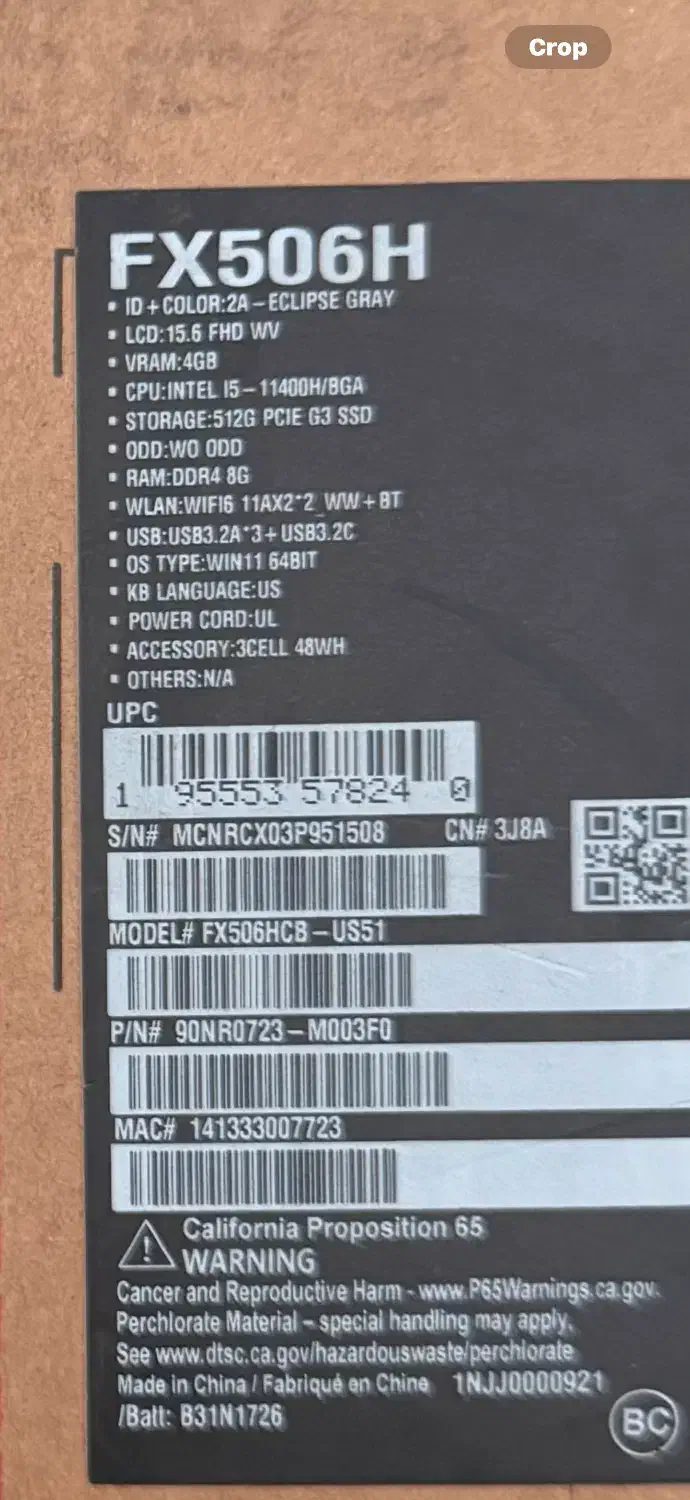 Crop
FX506H
• ID+COLOR:2A-ECLIPSE GRAY
• LCD:15.6 FHD WV
• VRAM:4GB
• CPU:INTEL I5-11400H/BGA
• STORAGE:512G PCIE G3 SSD
• ODD:WO ODD
• RAM:DDR4 8G
• WLAN:WIFI6 11AX2*2_WW+BT
• USB:USB3.2A*3+USB3.2C
• OS TYPE:WIN11 64BIT
• KB LANGUAGE:US
• POWER CORD:UL
• ACCESSORY:3CELL 48WH
• OTHERS:N/A
UPC
1 95553 57824 0
S/N# MCNRCX03P951508 CN# 3J8A
MODEL# FX506HCB-US51
P/N# 90NR0723-M003F0
MAC# 141333007723
California Proposition 65
WARNING
Cancer and Reproductive Harm - www.P65Warnings.ca.gov.
Perchlorate Material - special handling may apply.
See www.dtsc.ca.gov/hazardouswaste/perchlorate
Made in China / Fabriqué en Chine 1NJJ0000921
/Batt: B31N1726
BC